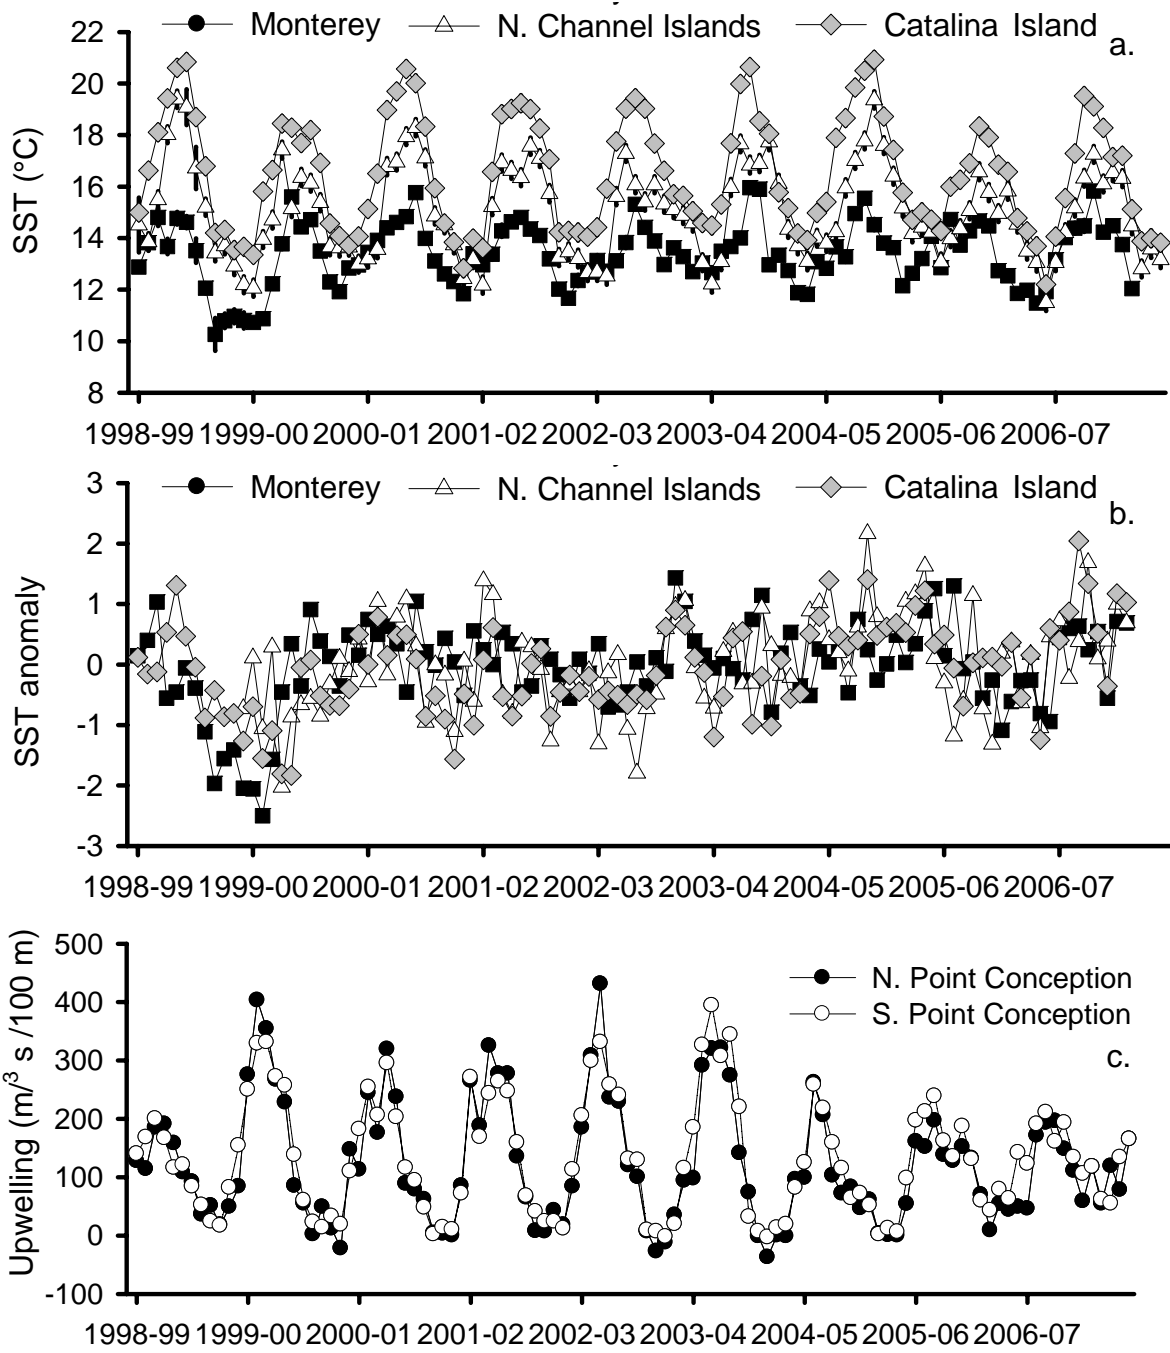 Monterey N. Channel Islands Catalina Island
a.
22
20
18
16
14
12
10
8
SST (°C)
1998-99 1999-00 2000-01 2001-02 2002-03 2003-04 2004-05 2005-06 2006-07
Monterey N. Channel Islands Catalina Island
b.
3
2
1
0
-1
-2
-3
SST anomaly
1998-99 1999-00 2000-01 2001-02 2002-03 2003-04 2004-05 2005-06 2006-07
N. Point Conception
S. Point Conception
c.
500
400
300
200
100
0
-100
Upwelling (m/³ s /100 m)
1998-99 1999-00 2000-01 2001-02 2002-03 2003-04 2004-05 2005-06 2006-07